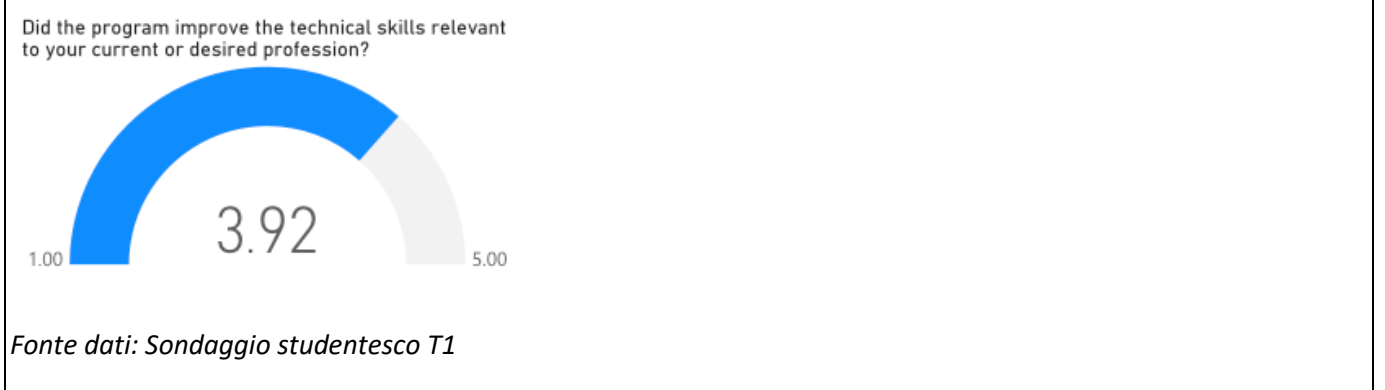 Did the program improve the technical skills relevant
to your current or desired profession?
3.92
1.00
5.00
Fonte dati: Sondaggio studentesco T1